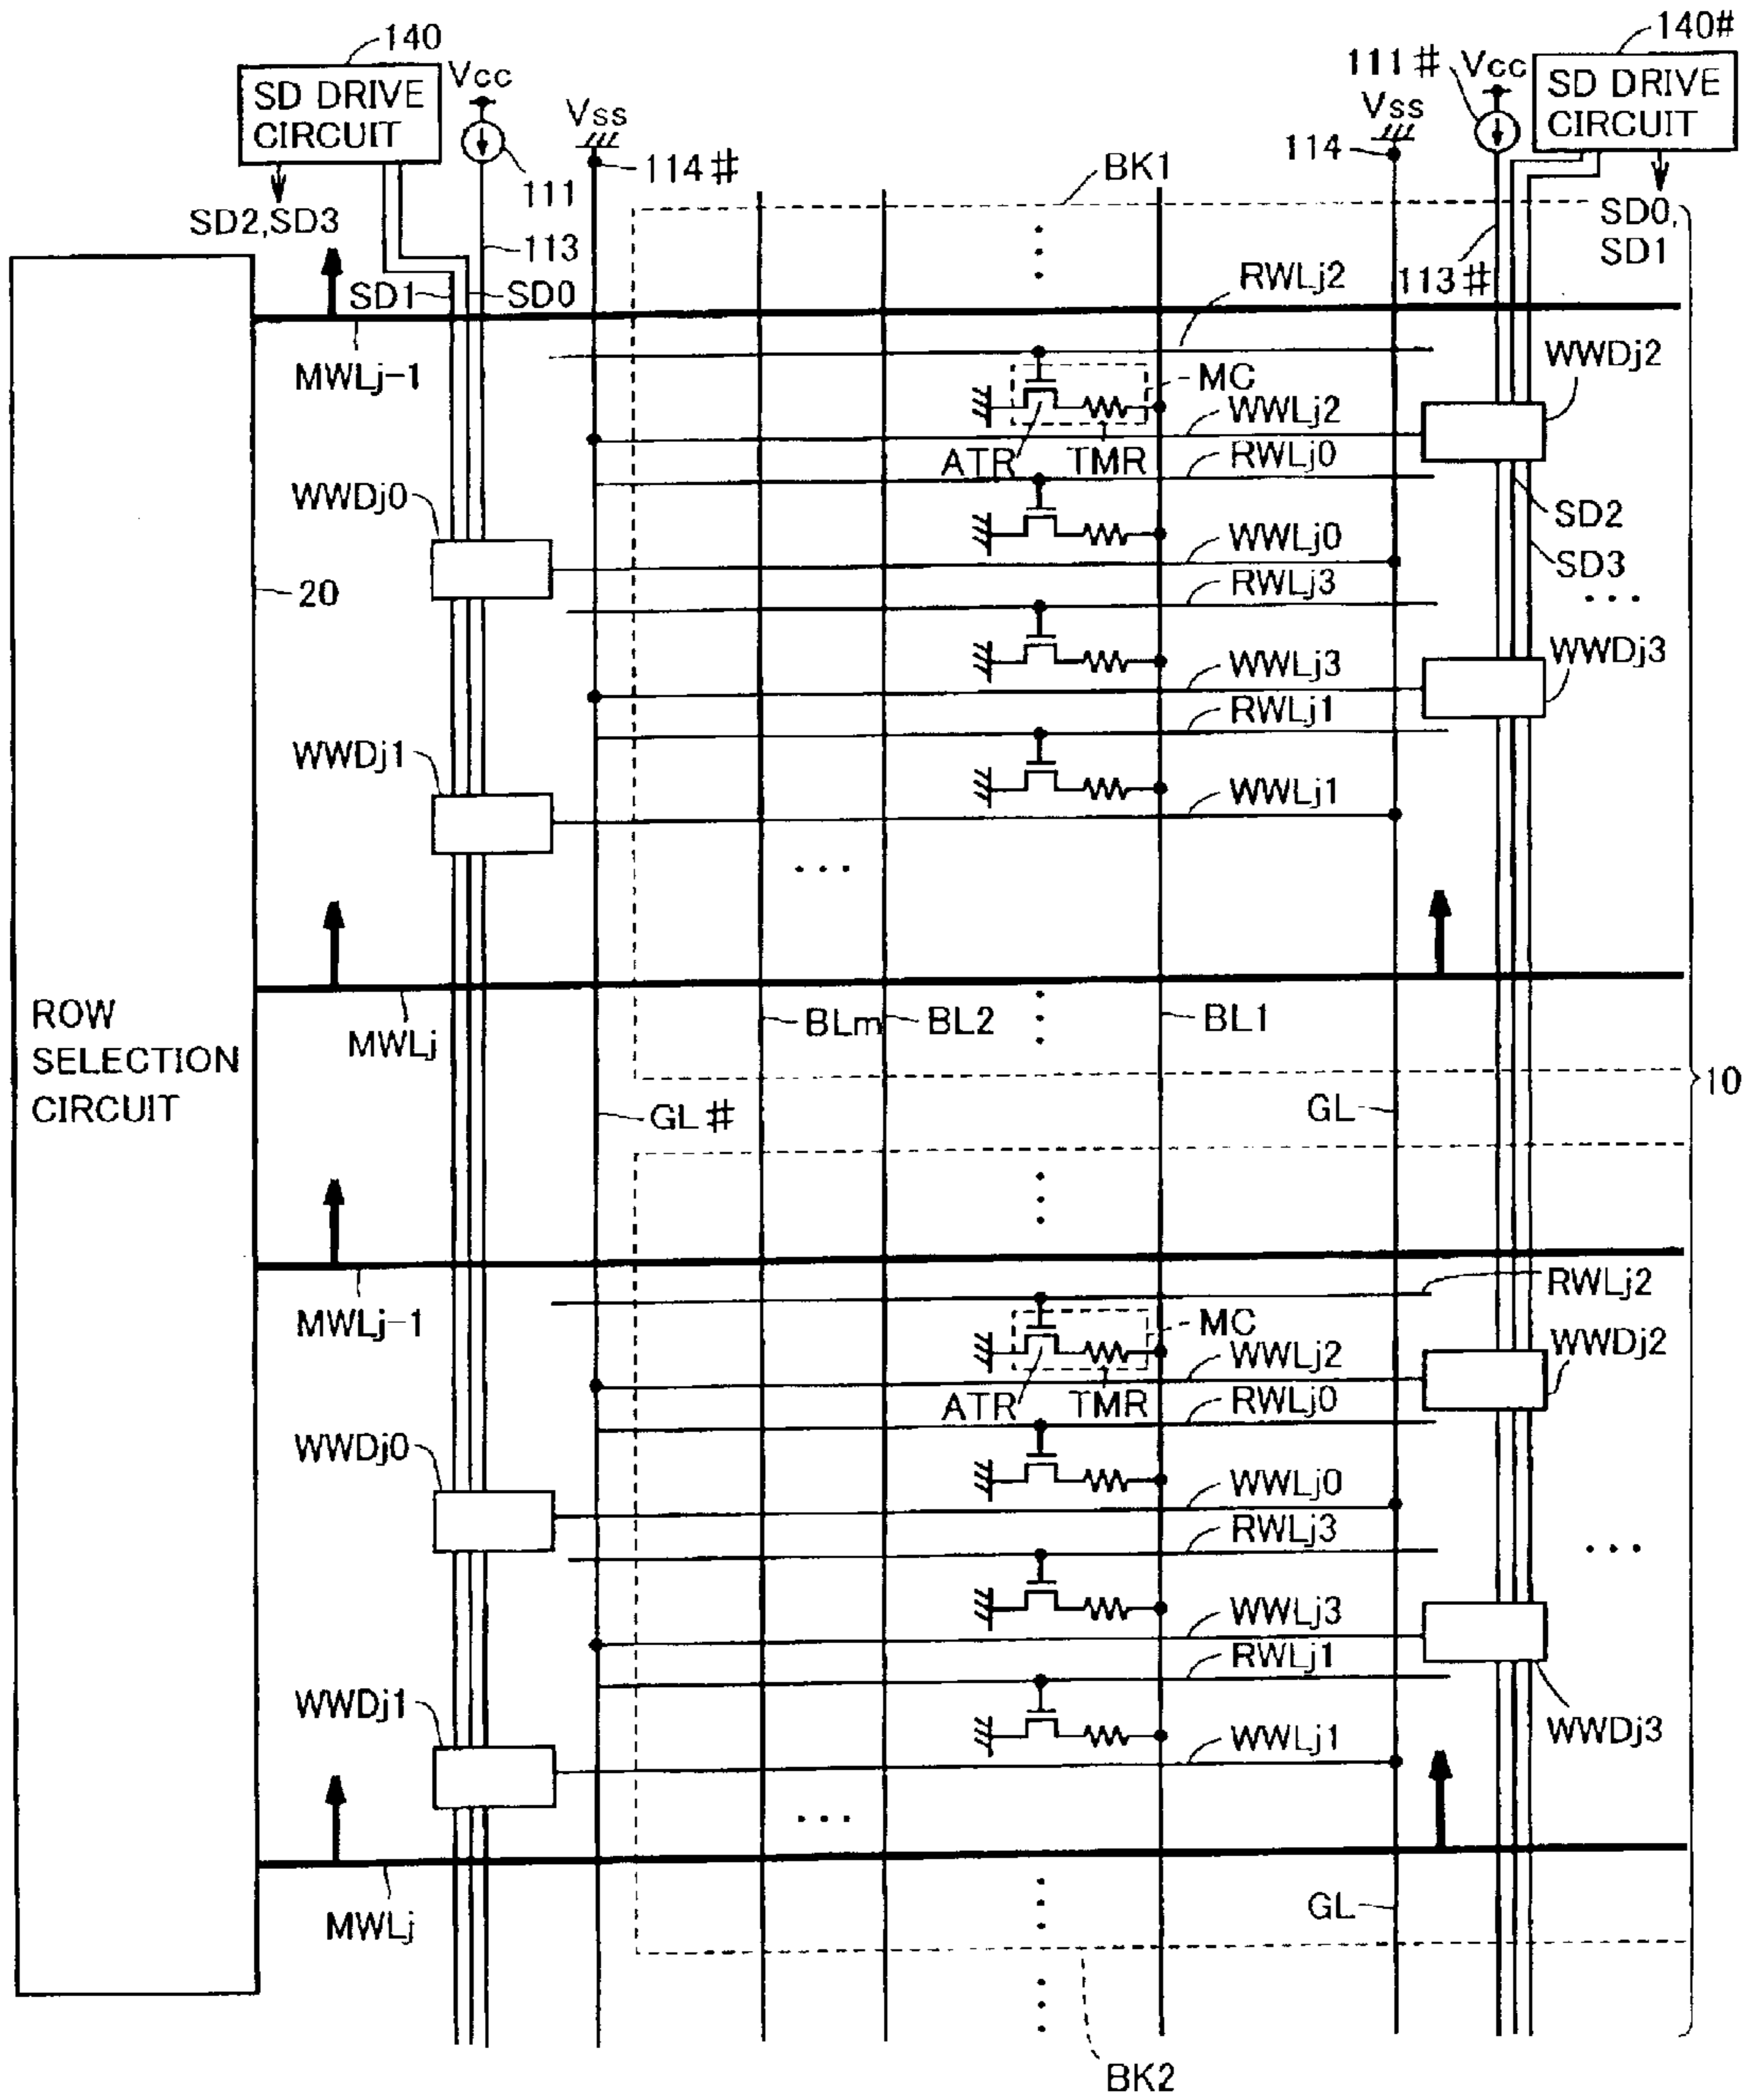 140
SD DRIVE
CIRCUIT
Vcc
Vss
111
114#
SD2,SD3
113
SD1
SD0
BK1
111#
Vcc
Vss
114
140#
SD DRIVE
CIRCUIT
SD0,
SD1
113#
RWLj2
MWLj-1
WWDj2
MC
WWLj2
ATR
TMR
RWLj0
WWDj0
SD2
WWLj0
SD3
RWLj3
20
...
WWLj3
WWDj3
RWLj1
WWDj1
WWLj1
...
ROW
SELECTION
CIRCUIT
MWLj
BLm
BL2
BL1
10
GL#
GL
MWLj-1
RWLj2
MC
WWDj2
WWLj2
ATR
TMR
RWLj0
WWDj0
WWLj0
RWLj3
...
WWLj3
RWLj1
WWDj1
WWDj3
WWLj1
...
MWLj
GL
BK2